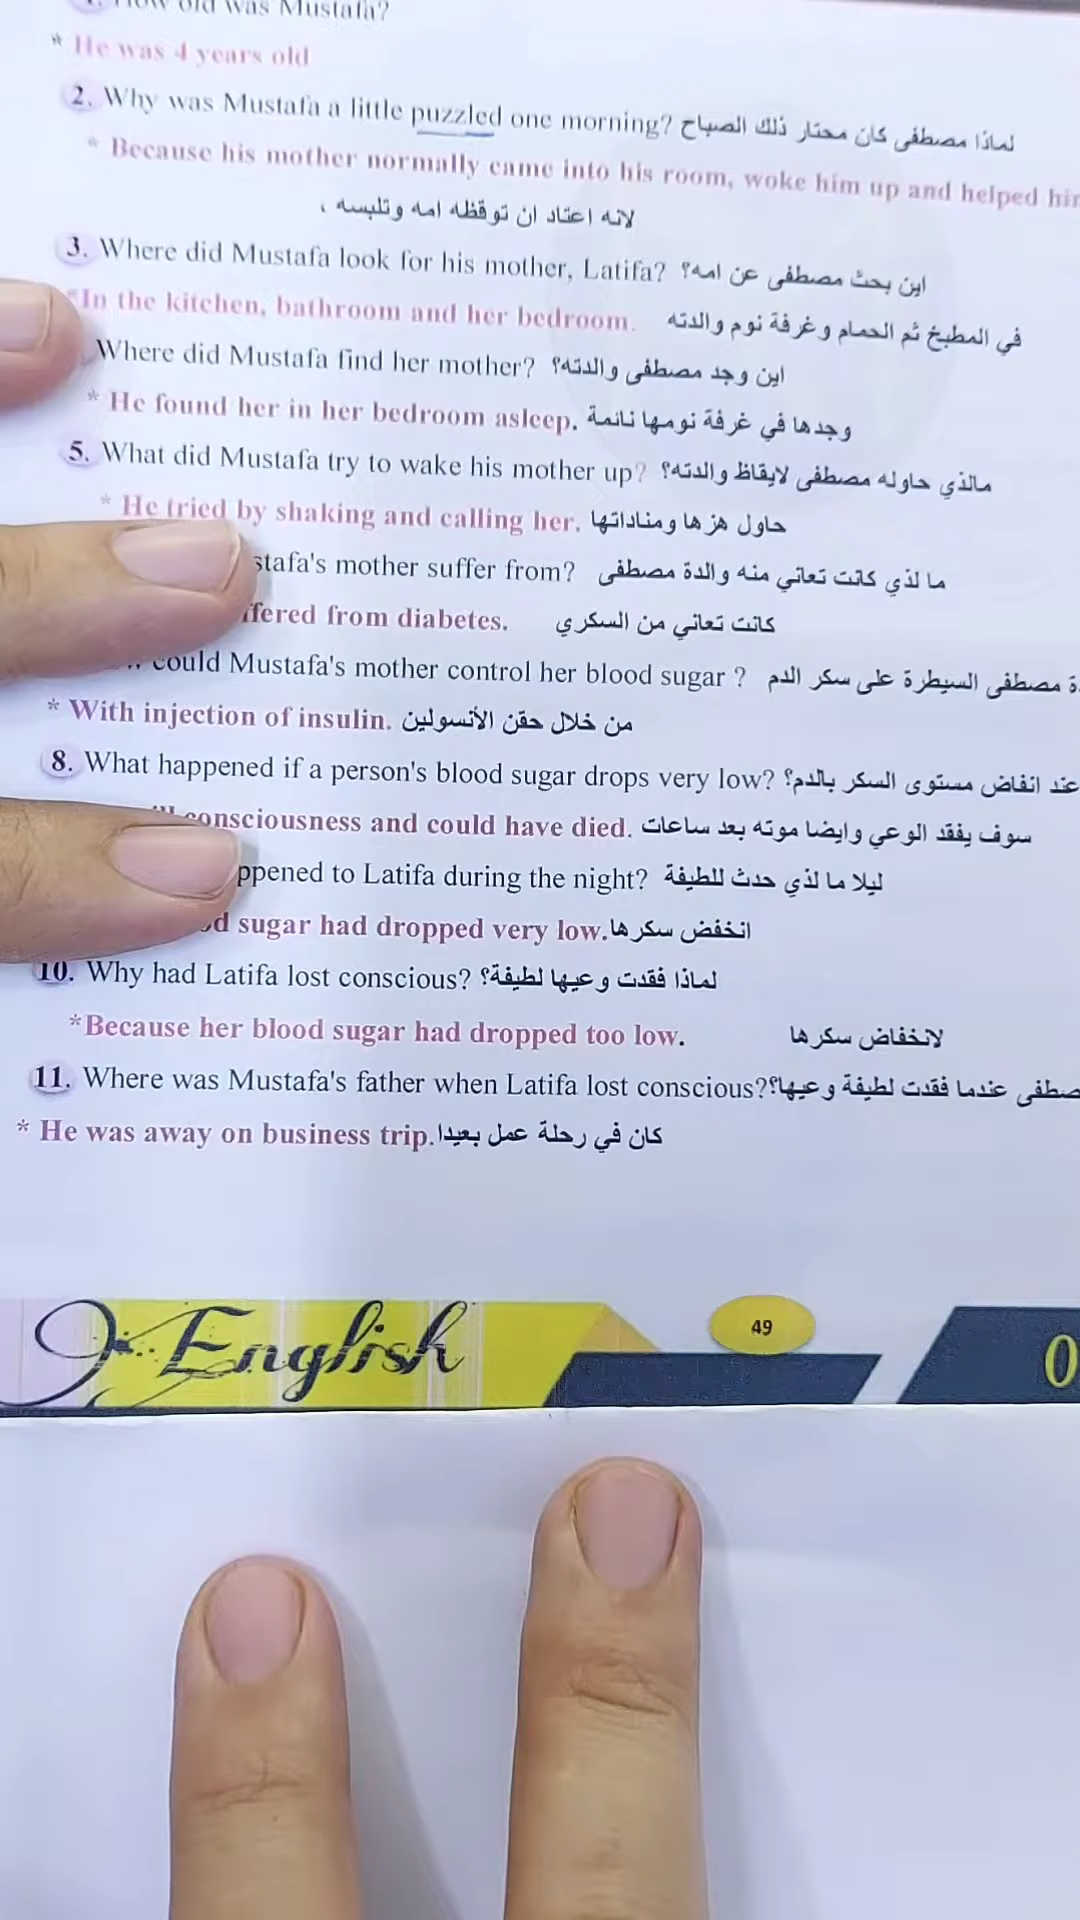 How old was Mustafa?
* He was 4 years old
2. Why was Mustafa a little puzzled one morning? لماذا مصطفى كان محتار ذلك الصباح
* Because his mother normally came into his room, woke him up and helped
لانه اعتاد ان توقظه امه وتلبسه ،
3. Where did Mustafa look for his mother, Latifa? اين بحث مصطفى عن امه؟
*In the kitchen, bathroom and her bedroom. في المطبخ ثم الحمام وغرفة نوم والدته
Where did Mustafa find her mother? اين وجد مصطفى والدته؟
* He found her in her bedroom asleep. وجدها في غرفة نومها نائمة
5. What did Mustafa try to wake his mother up? مالذي حاوله مصطفى لايقاظ والدته؟
* He tried by shaking and calling her. حاول هزها ومناداتها
stafa's mother suffer from? ما لذي كانت تعاني منه والدة مصطفى
ffered from diabetes. كانت تعاني من السكري
could Mustafa's mother control her blood sugar ? مصطفى السيطرة على سكر الدم
* With injection of insulin. من خلال حقن الأنسولين
8. What happened if a person's blood sugar drops very low? عند انفاض مستوى السكر بالدم؟
consciousness and could have died. سوف يفقد الوعي وايضا موته بعد ساعات
ppened to Latifa during the night? ليلا ما لذي حدث للطيفة
sugar had dropped very low. انخفض سكرها
10. Why had Latifa lost conscious? لماذا فقدت وعيها لطيفة؟
*Because her blood sugar had dropped too low. لانخفاض سكرها
11. Where was Mustafa's father when Latifa lost conscious? صطفى عندما فقدت لطيفة وعيها؟
* He was away on business trip. كان في رحلة عمل بعيدا
English
49
0